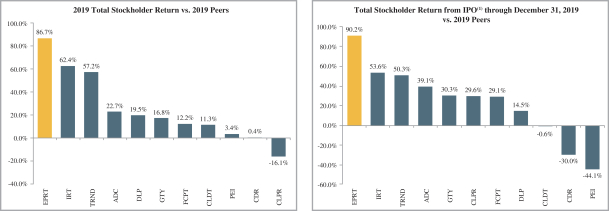 2019 Total Stockholder Return vs. 2019 Peers
100.0%
80.0%
60.0%
40.0%
20.0%
0.0%
-20.0%
-40.0%
86.7%
62.4%
57.2%
22.7%
19.5%
16.8%
12.2%
11.3%
3.4%
0.4%
-16.1%
EPRT
IRT
TRND
ADC
DLP
GTY
FCPT
CLDT
PEI
CDR
CLPR
Total Stockholder Return from IPO(1) through December 31, 2019
vs. 2019 Peers
100.0%
80.0%
60.0%
40.0%
20.0%
0.0%
-20.0%
-40.0%
-60.0%
90.2%
53.6%
50.3%
39.1%
30.3%
29.6%
29.1%
14.5%
-0.6%
-30.0%
-44.1%
EPRT
IRT
TRND
ADC
GTY
CLPR
FCPT
DLP
CLDT
CDR
PEI